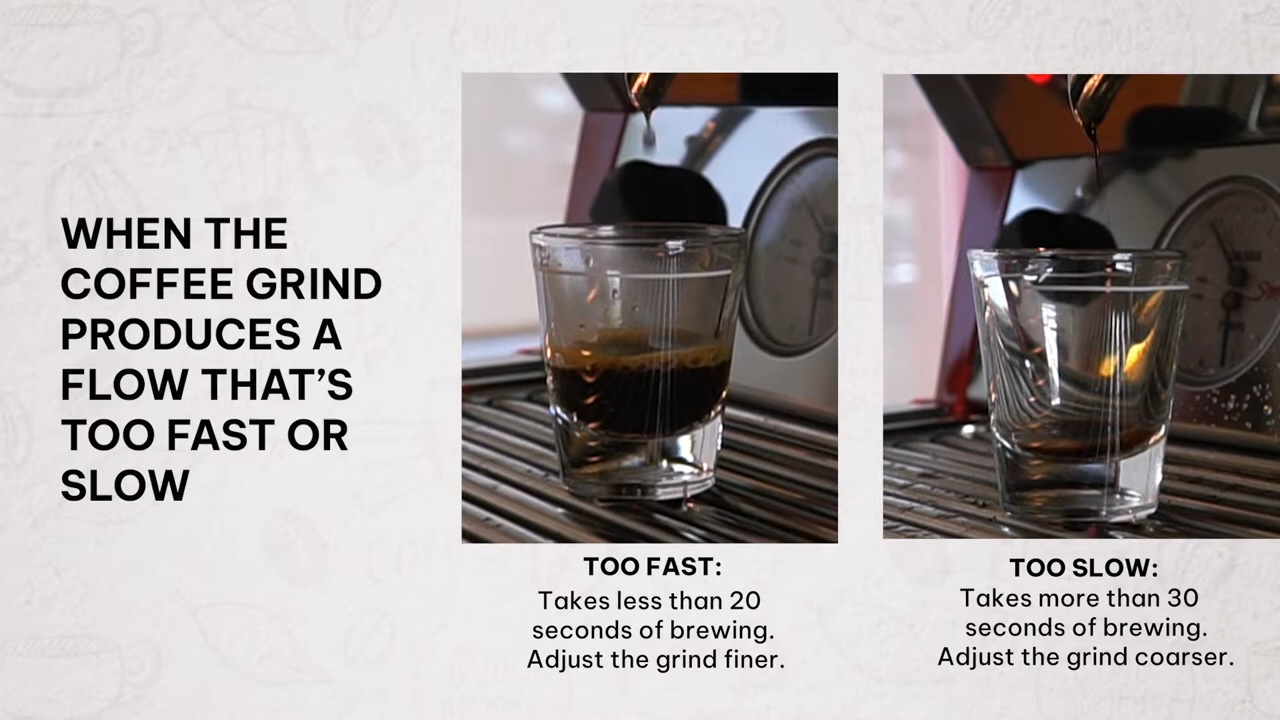 WHEN THE
COFFEE GRIND
PRODUCES A
FLOW THAT’S
TOO FAST OR
SLOW
TOO FAST:
Takes less than 20
seconds of brewing.
Adjust the grind finer.
TOO SLOW:
Takes more than 30
seconds of brewing.
Adjust the grind coarser.